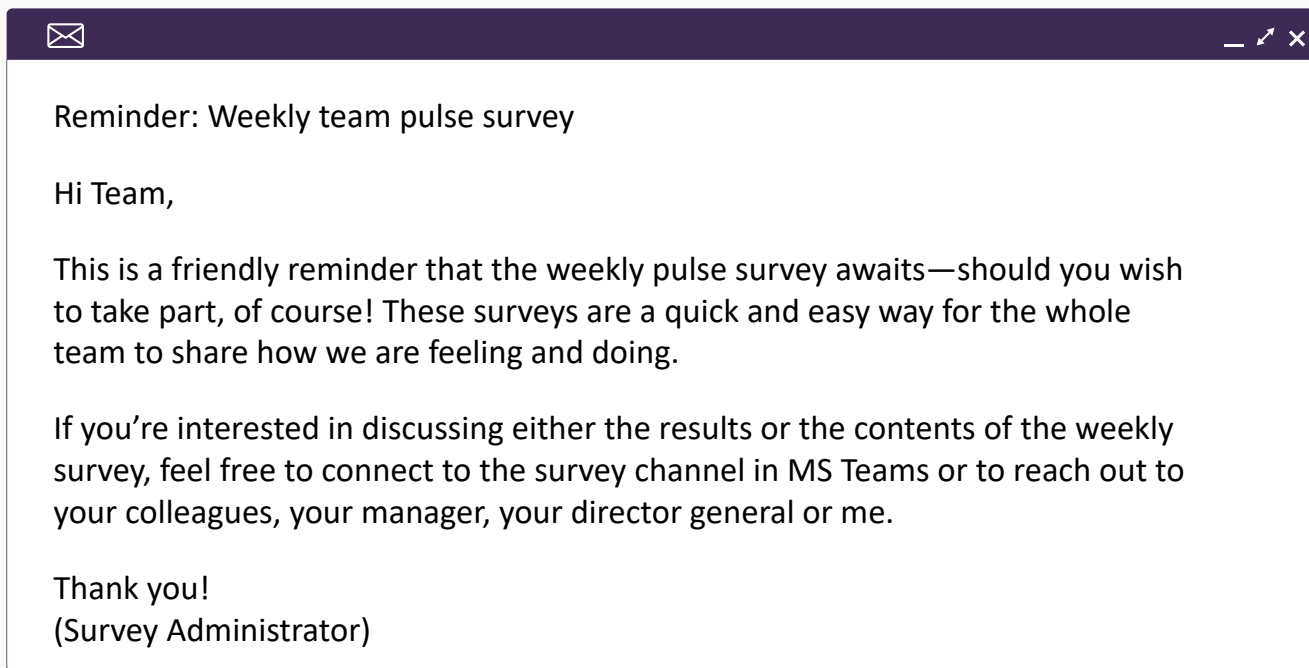 Reminder: Weekly team pulse survey
Hi Team,
This is a friendly reminder that the weekly pulse survey awaits—should you wish
to take part, of course! These surveys are a quick and easy way for the whole
team to share how we are feeling and doing.
If you’re interested in discussing either the results or the contents of the weekly
survey, feel free to connect to the survey channel in MS Teams or to reach out to
your colleagues, your manager, your director general or me.
Thank you!
(Survey Administrator)